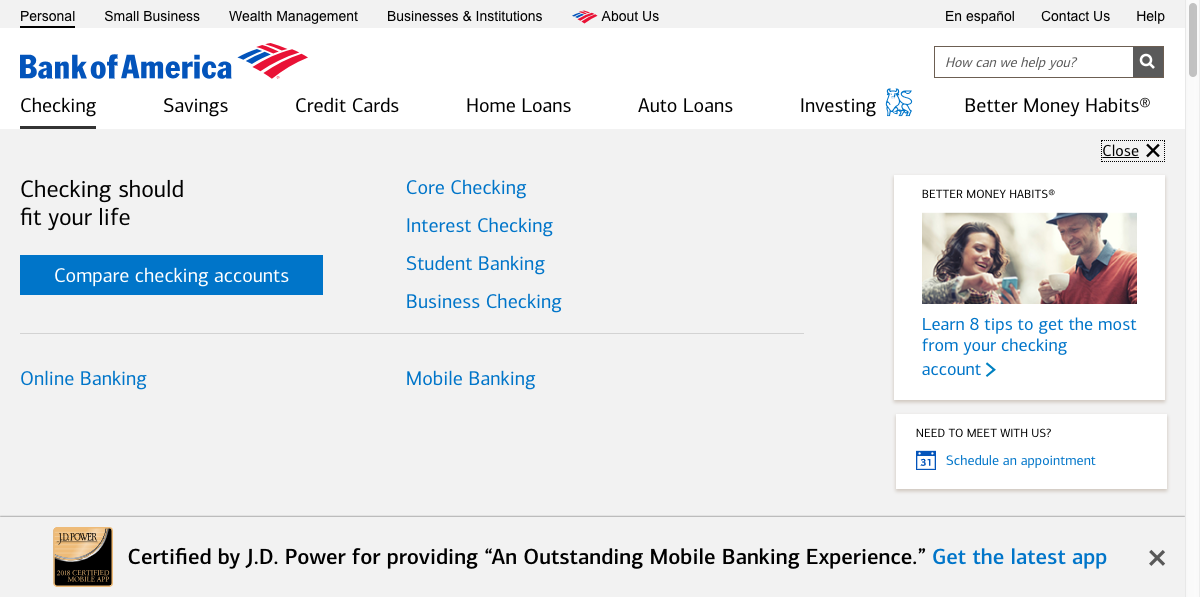 Personal
Small Business
Wealth Management
Businesses & Institutions
About Us
En español
Contact Us
Help
Bank of America
How can we help you?
Checking
Savings
Credit Cards
Home Loans
Auto Loans
Investing
Better Money Habits®
Close
Checking should
fit your life
Compare checking accounts
Core Checking
Interest Checking
Student Banking
Business Checking
Online Banking
Mobile Banking
BETTER MONEY HABITS®
Learn 8 tips to get the most
from your checking
account
NEED TO MEET WITH US?
31
Schedule an appointment
J.D. POWER
2018 CERTIFIED
MOBILE APP
Certified by J.D. Power for providing “An Outstanding Mobile Banking Experience.” Get the latest app